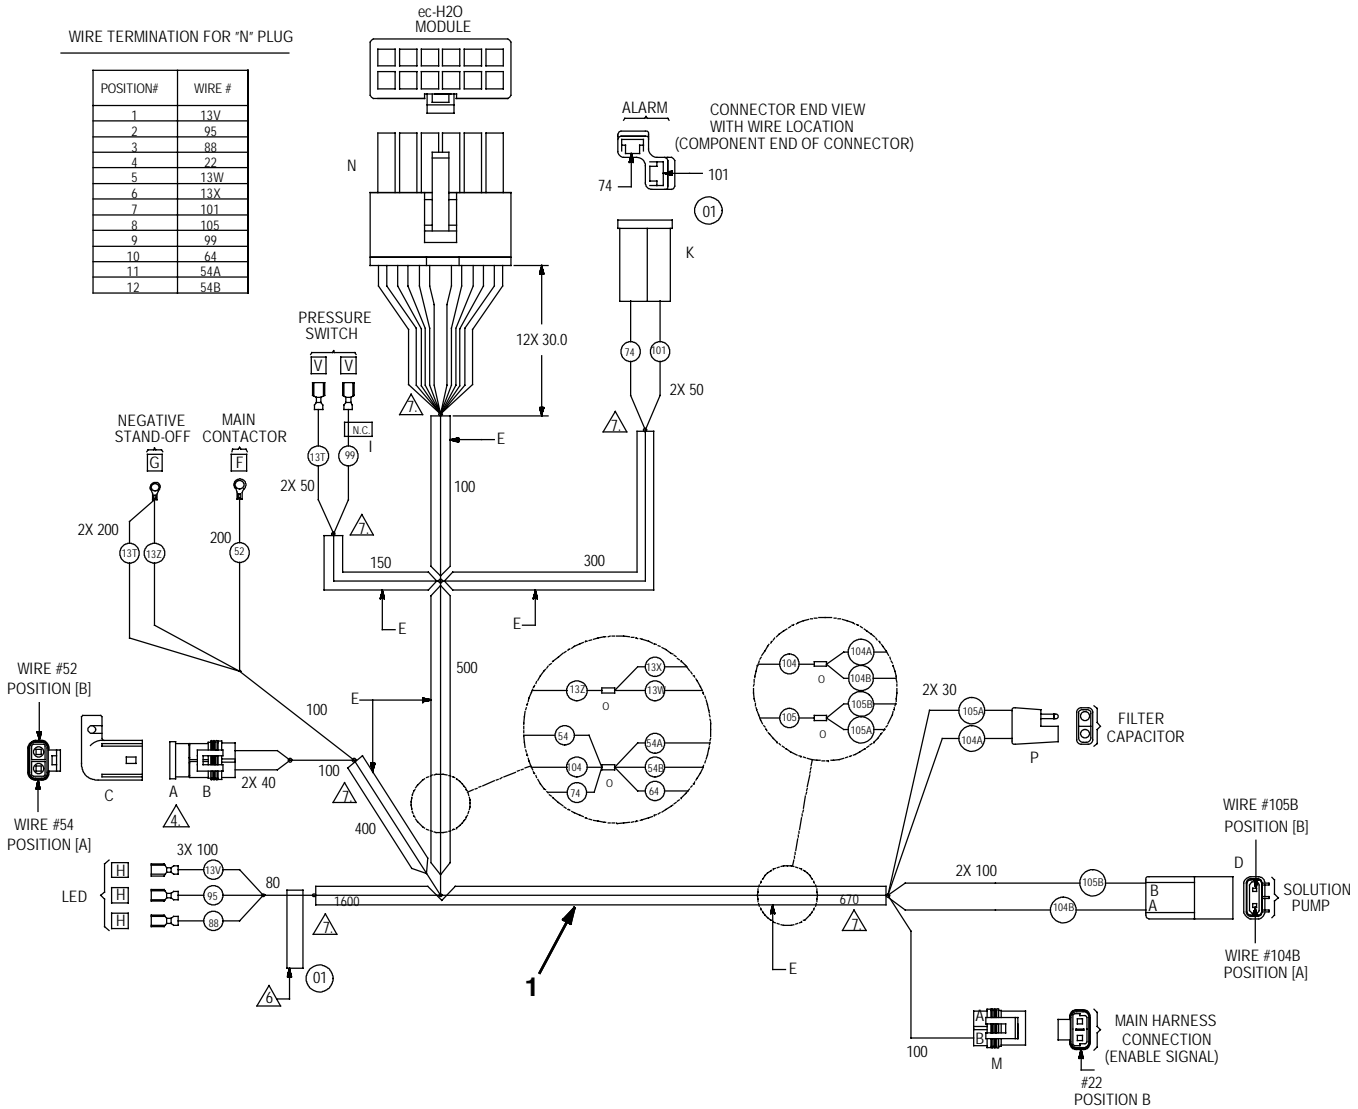 ec-H2O
MODULE
WIRE TERMINATION FOR "N" PLUG
POSITION# WIRE #
1 13V
2 95
3 88
4 22
5 13W
6 13X
7 101
8 105
9 99
10 64
11 54A
12 54B
N
ALARM
CONNECTOR END VIEW
WITH WIRE LOCATION
(COMPONENT END OF CONNECTOR)
74
101
01
K
12X 30.0
74
101
2X 50
7.
7.
PRESSURE
SWITCH
V V
N.C.
I
13T
99
2X 50
7.
E
100
NEGATIVE
STAND-OFF
MAIN
CONTACTOR
G
F
2X 200
13T
13Z
200
52
150
300
E
E
500
E
100
WIRE #52
POSITION [B]
C
A
B
4.
2X 40
100
7.
400
WIRE #54
POSITION [A]
13Z
O
13X
13W
54
104
74
O
54A
54B
64
104
O
104A
104B
105
O
105B
105A
2X 30
105A
104A
P
FILTER
CAPACITOR
3X 100
LED
H
H
H
13V
95
88
80
1600
7.
6
01
1
670
7.
E
2X 100
105B
104B
B
A
D
WIRE #105B
POSITION [B]
SOLUTION
PUMP
WIRE #104B
POSITION [A]
100
A
B
M
MAIN HARNESS
CONNECTION
(ENABLE SIGNAL)
#22
POSITION B